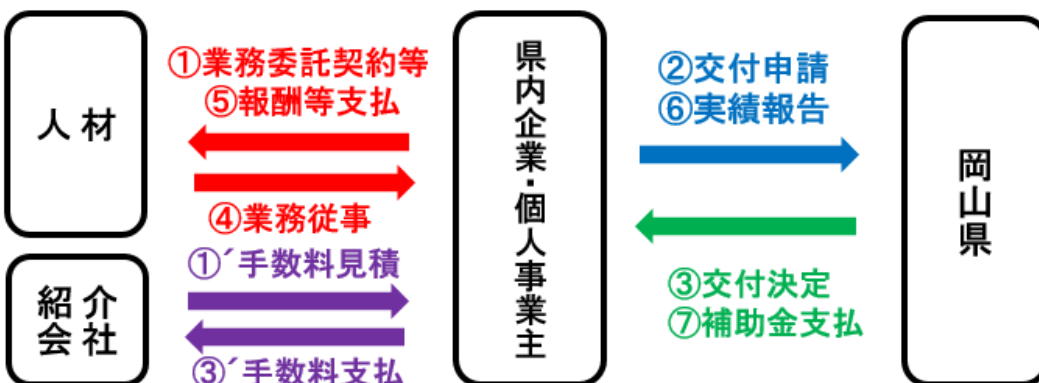 人材
①業務委託契約等
⑤報酬等支払
④業務従事
①´手数料見積
③´手数料支払
紹介
会社
県内企業・個人事業主
②交付申請
⑥実績報告
③交付決定
⑦補助金支払
岡山県